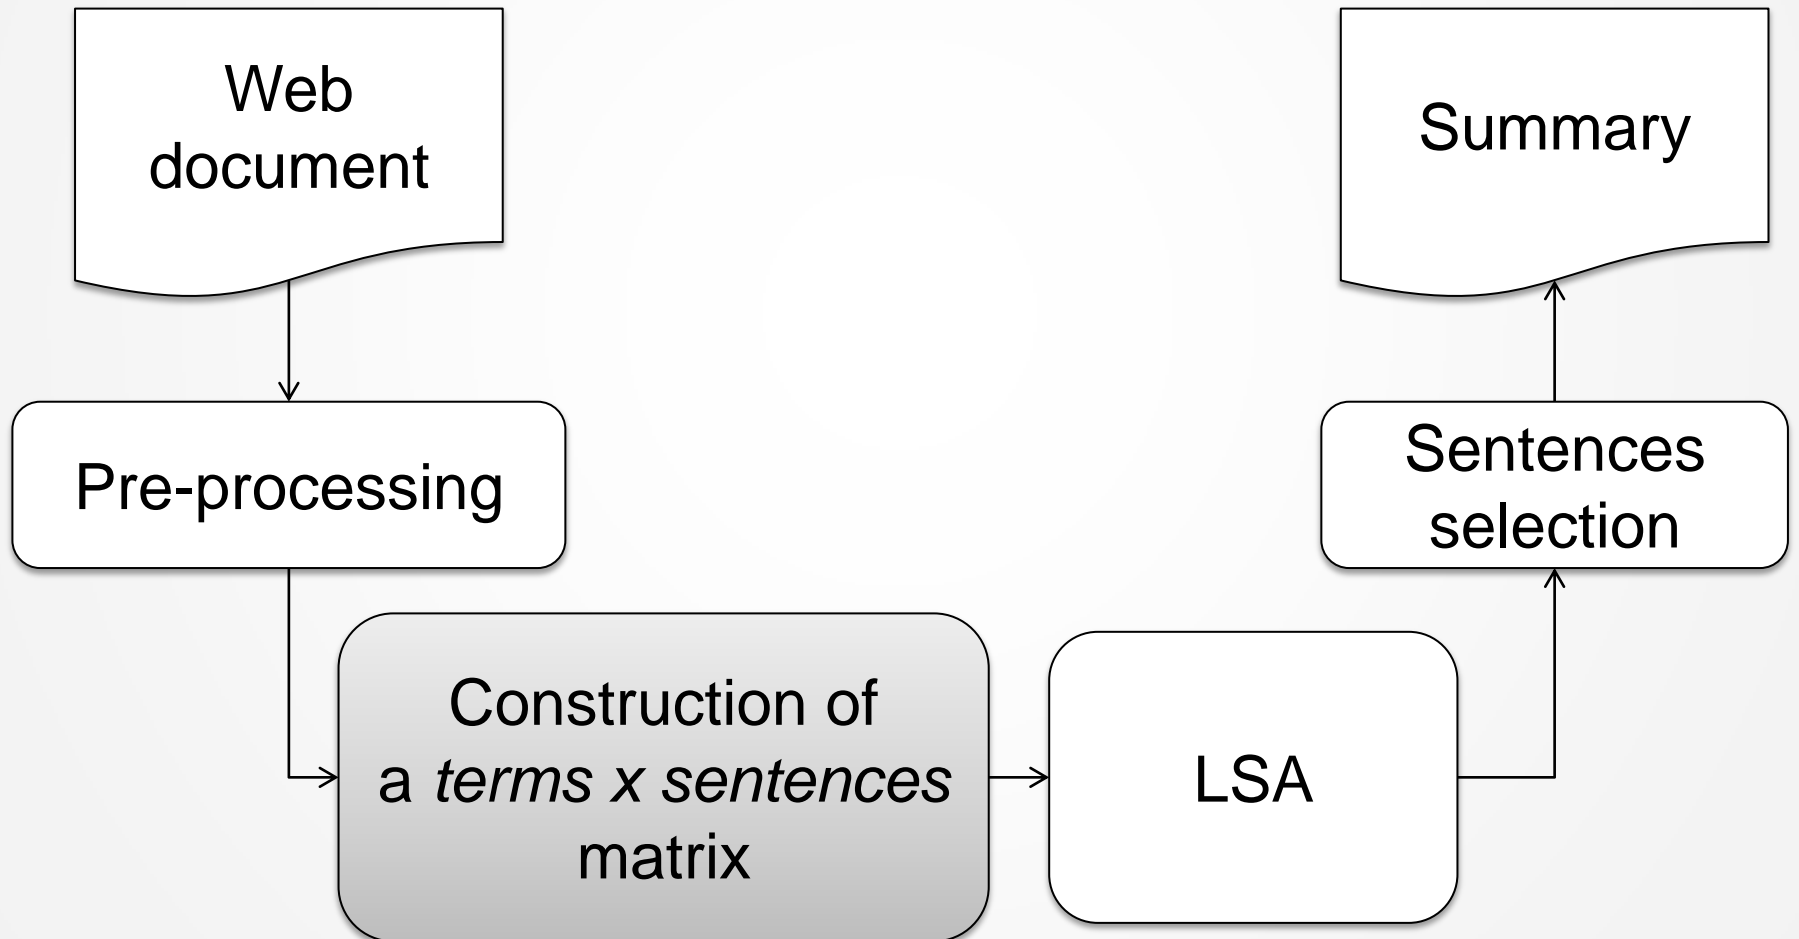 Web
document
Summary
Pre-processing
Sentences
selection
Construction of
a terms x sentences
matrix
LSA